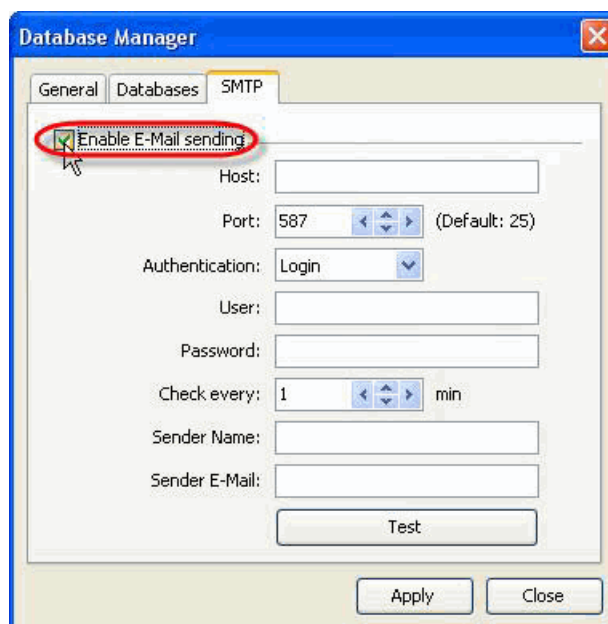 Database Manager
General Databases SMTP
Enable E-Mail sending
Host:
Port: 587 (Default: 25)
Authentication: Login
User:
Password:
Check every: 1 min
Sender Name:
Sender E-Mail:
Test
Apply Close